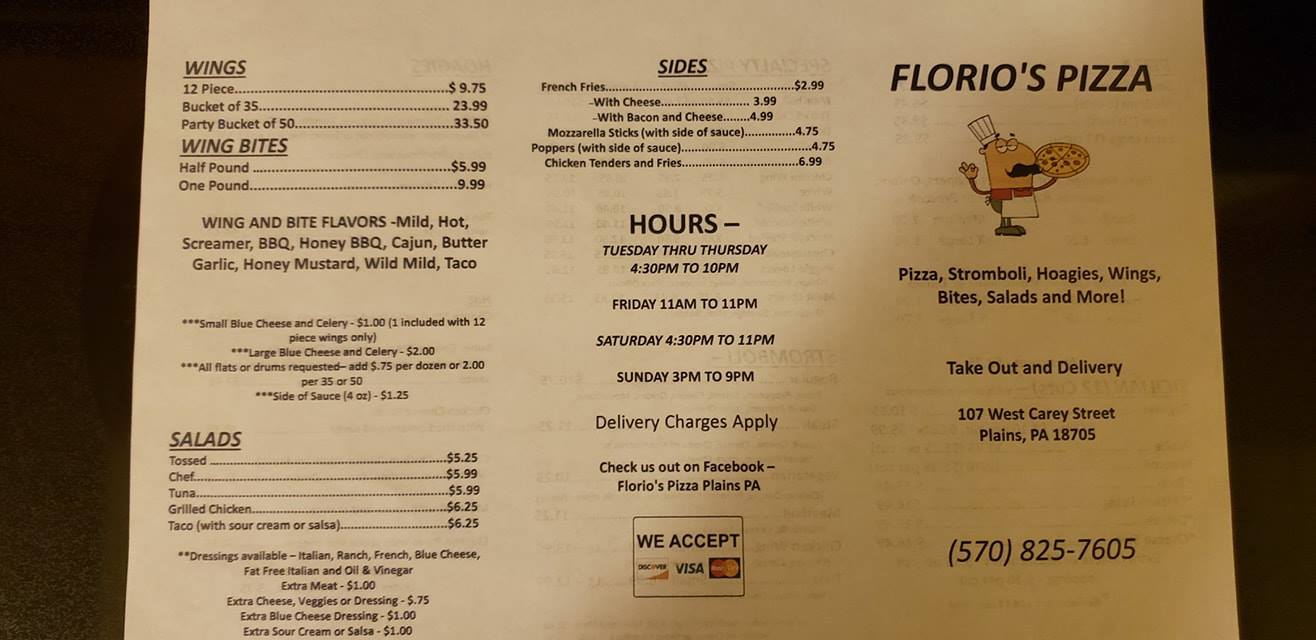 WINGS
12 Piece...............................................$ 9.75
Bucket of 35.......................................... 23.99
Party Bucket of 50..................................33.50
WING BITES
Half Pound ............................................$5.99
One Pound..............................................9.99
WING AND BITE FLAVORS -Mild, Hot,
Screamer, BBQ, Honey BBQ, Cajun, Butter
Garlic, Honey Mustard, Wild Mild, Taco
***Small Blue Cheese and Celery - $1.00 (1 included with 12
piece wings only)
***Large Blue Cheese and Celery - $2.00
***All flats or drums requested– add $.75 per dozen or 2.00
per 35 or 50
***Side of Sauce (4 oz) - $1.25
SALADS
Tossed ....................................................$5.25
Chef.........................................................$5.99
Tuna.........................................................$5.99
Grilled Chicken..........................................$6.25
Taco (with sour cream or salsa)......................$6.25
**Dressings available – Italian, Ranch, French, Blue Cheese,
Fat Free Italian and Oil & Vinegar
Extra Meat - $1.00
Extra Cheese, Veggies or Dressing - $.75
Extra Blue Cheese Dressing - $1.00
Extra Sour Cream or Salsa - $1.00
SIDES
French Fries...................................................$2.99
-With Cheese........................ 3.99
-With Bacon and Cheese........4.99
Mozzarella Sticks (with side of sauce)..............4.75
Poppers (with side of sauce).......................................4.75
Chicken Tenders and Fries...................................6.99
HOURS –
TUESDAY THRU THURSDAY
4:30PM TO 10PM
FRIDAY 11AM TO 11PM
SATURDAY 4:30PM TO 11PM
SUNDAY 3PM TO 9PM
Delivery Charges Apply
Check us out on Facebook –
Florio's Pizza Plains PA
WE ACCEPT
DISCOVER VISA MasterCard
FLORIO'S PIZZA
Pizza, Stromboli, Hoagies, Wings,
Bites, Salads and More!
Take Out and Delivery
107 West Carey Street
Plains, PA 18705
(570) 825-7605